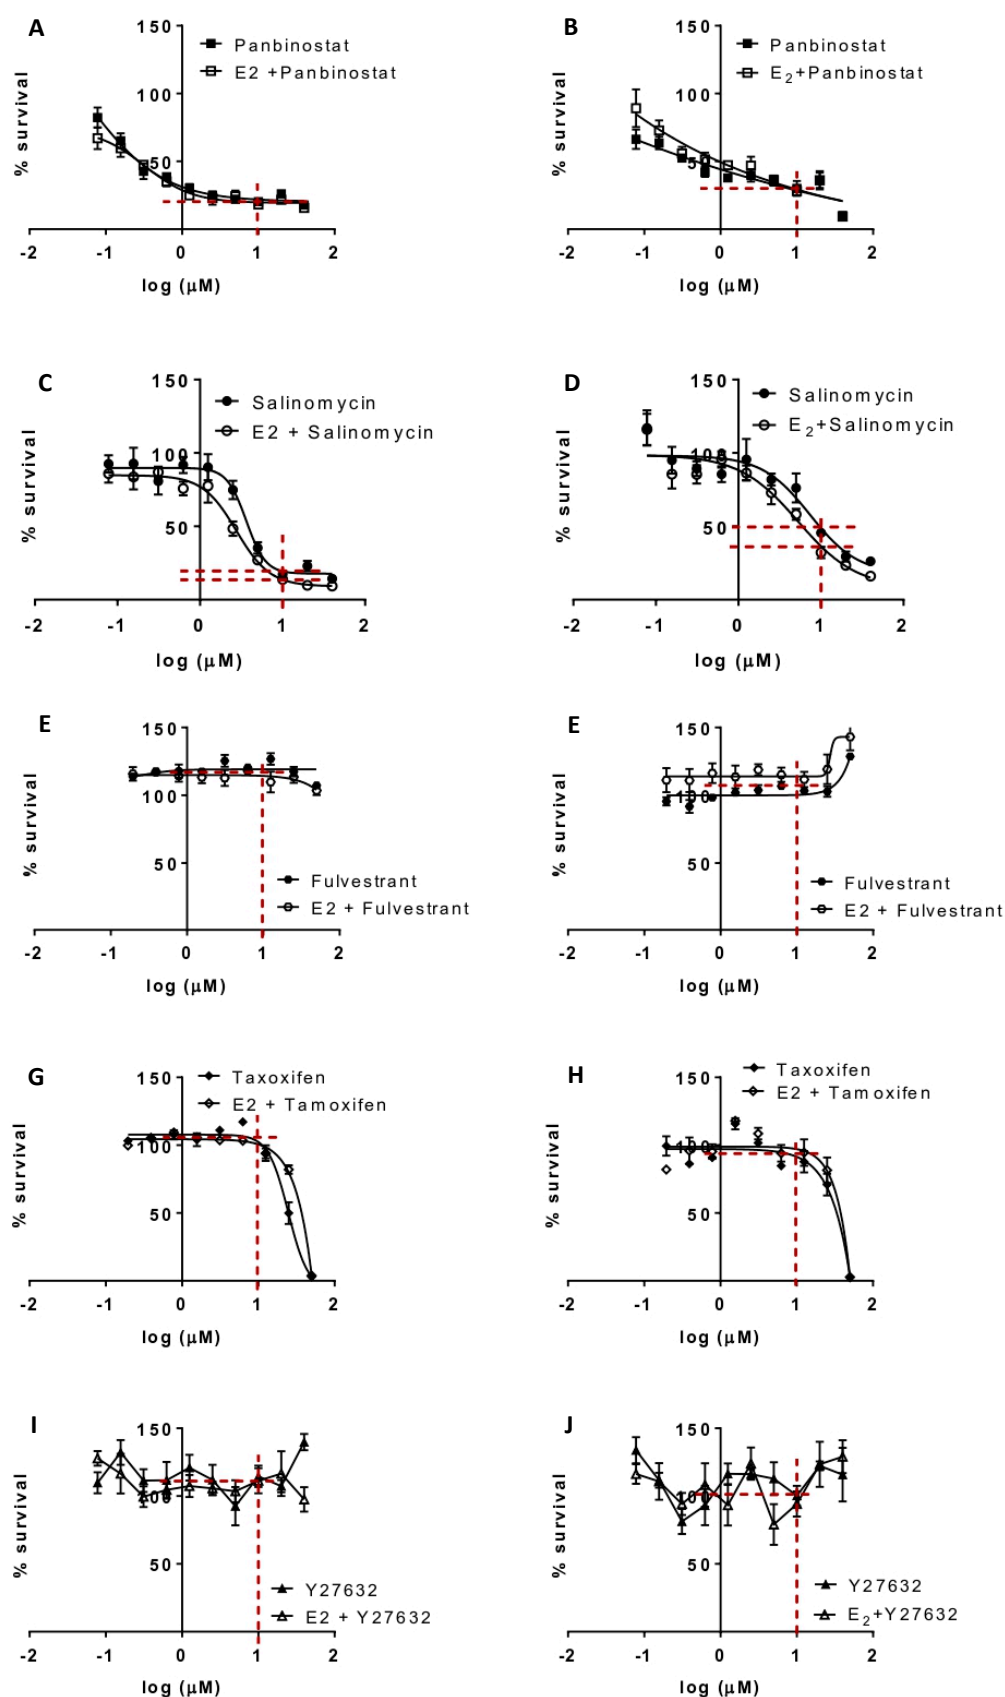 A
150
Panbinostat
E2 +Panbinostat
100
50
% survival
-2 -1 0 1 2
log (µM)
B
150
Panbinostat
E2+Panbinostat
100
50
% survival
-2 -1 0 1 2
log (µM)
C
150
Salinomycin
E2 + Salinomycin
100
50
% survival
-2 -1 0 1 2
log (µM)
D
150
Salinomycin
E2+Salinomycin
100
50
% survival
-2 -1 0 1 2
log (µM)
E
150
100
50
% survival
Fulvestrant
E2 + Fulvestrant
-2 -1 0 1 2
log (µM)
E
150
100
50
% survival
Fulvestrant
E2 + Fulvestrant
-2 -1 0 1 2
log (µM)
G
150
Taxoxifen
E2 + Tamoxifen
100
50
% survival
-2 -1 0 1 2
log (µM)
H
150
Taxoxifen
E2 + Tamoxifen
100
50
% survival
-2 -1 0 1 2
log (µM)
I
150
100
50
% survival
Y27632
E2 + Y27632
-2 -1 0 1 2
log (µM)
J
150
100
50
% survival
Y27632
E2+Y27632
-2 -1 0 1 2
log (µM)